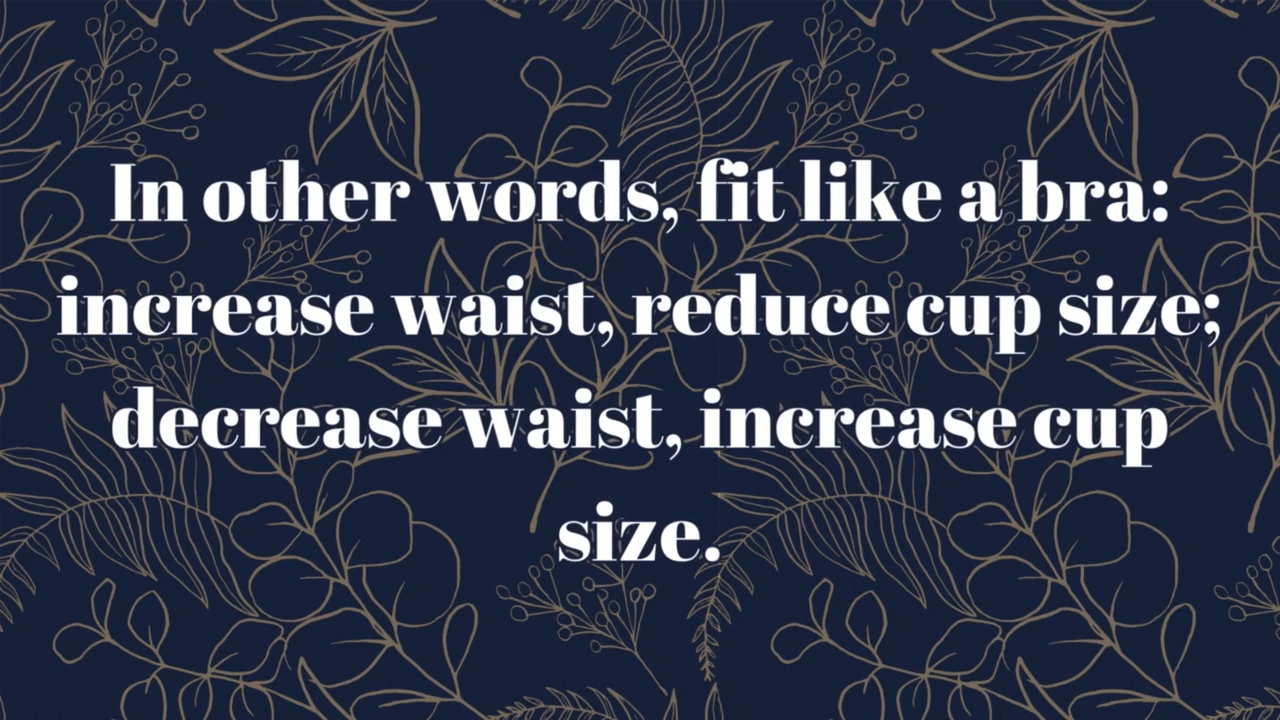 In other words, fit like a bra:
increase waist, reduce cup size;
decrease waist, increase cup
size.